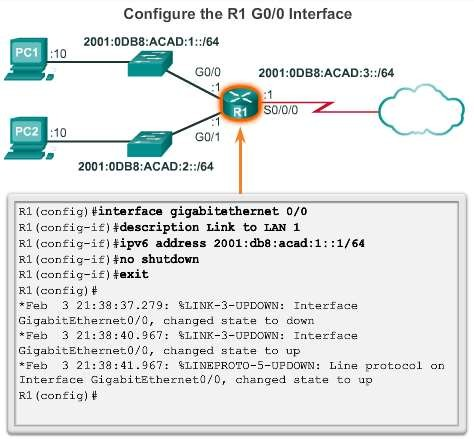 Configure the R1 G0/0 Interface
PC1
:10
2001:0DB8:ACAD:1::/64
G0/0
:1
2001:0DB8:ACAD:3::/64
:1
R1
S0/0/0
PC2
:10
:1
G0/1
2001:0DB8:ACAD:2::/64
R1(config)#interface gigabitethernet 0/0
R1(config-if)#description Link to LAN 1
R1(config-if)#ipv6 address 2001:db8:acad:1::1/64
R1(config-if)#no shutdown
R1(config-if)#exit
R1(config)#
*Feb  3 21:38:37.279: %LINK-3-UPDOWN: Interface
GigabitEthernet0/0, changed state to down
*Feb  3 21:38:40.967: %LINK-3-UPDOWN: Interface
GigabitEthernet0/0, changed state to up
*Feb  3 21:38:41.967: %LINEPROTO-5-UPDOWN: Line protocol on
Interface GigabitEthernet0/0, changed state to up
R1(config)#